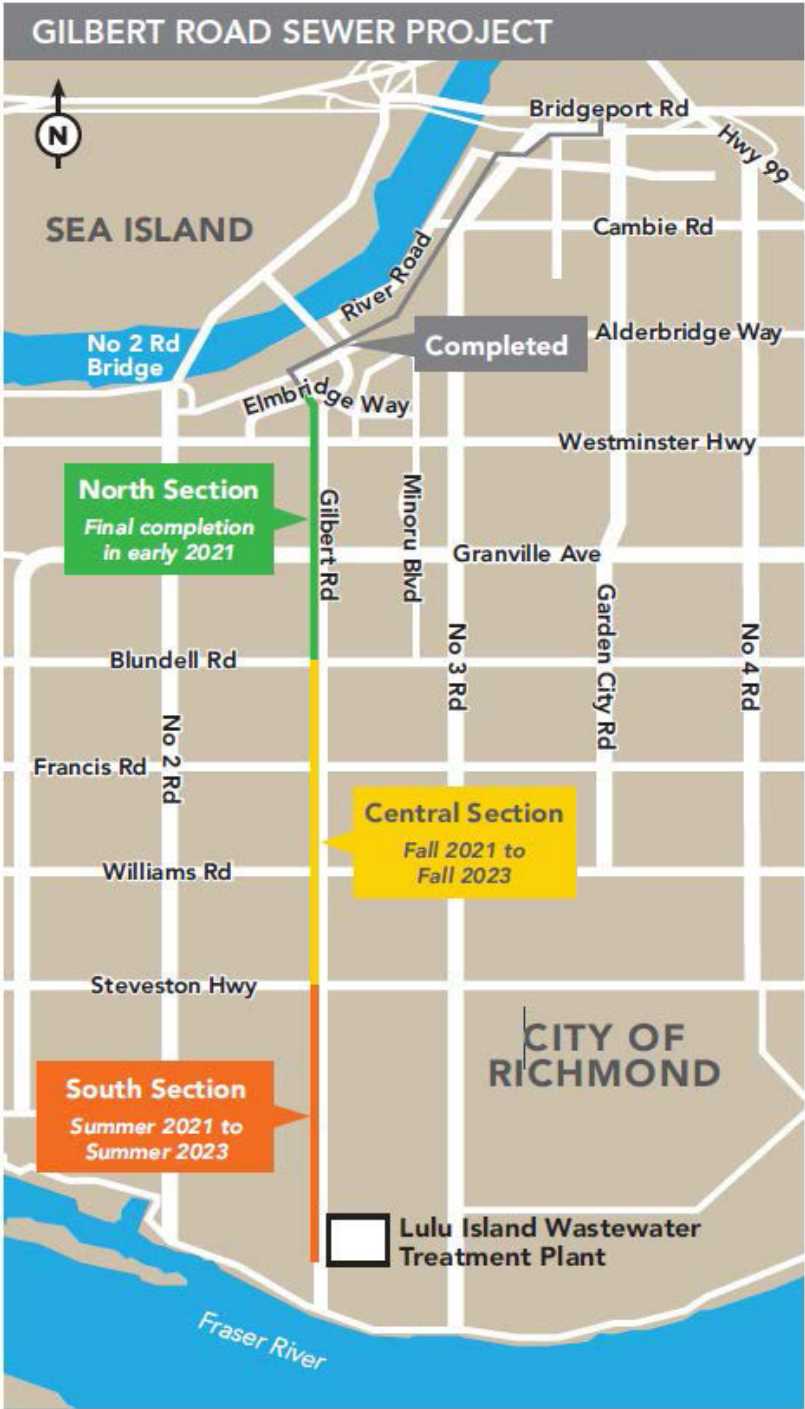 GILBERT ROAD SEWER PROJECT
Bridgeport Rd
N
Hwy 99
SEA ISLAND
Cambie Rd
River Road
No 2 Rd
Bridge
Completed
Alderbridge Way
Elmbridge Way
Westminster Hwy
North Section
Final completion
in early 2021
Gilbert Rd
Minoru Blvd
Granville Ave
Garden City Rd
No 3 Rd
No 4 Rd
Blundell Rd
No 2 Rd
Francis Rd
Central Section
Fall 2021 to
Fall 2023
Williams Rd
Steveston Hwy
CITY OF
RICHMOND
South Section
Summer 2021 to
Summer 2023
Lulu Island Wastewater
Treatment Plant
Fraser River